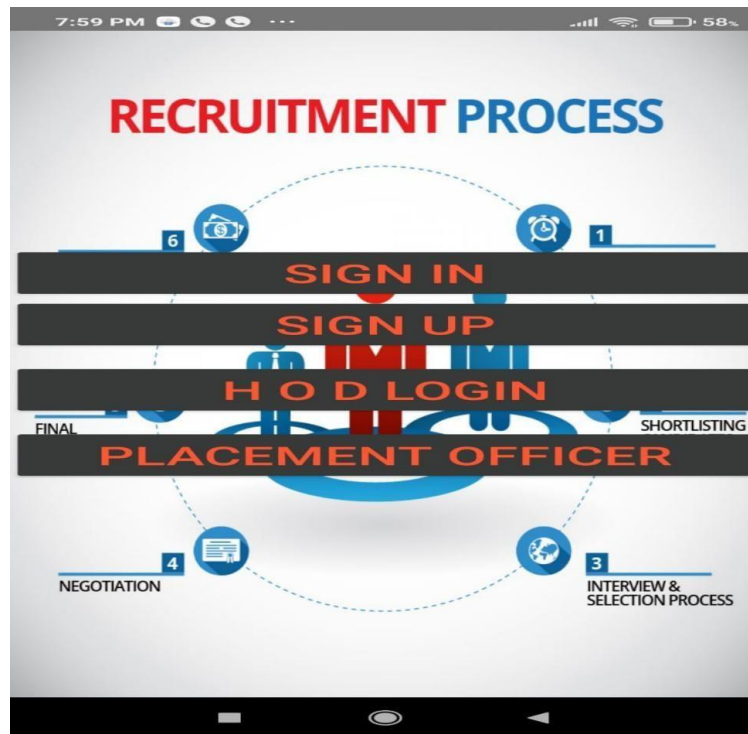 7:59 PM ... 58%
RECRUITMENT PROCESS
6
1
SIGN IN
SIGN UP
H O D LOGIN
FINAL
SHORTLISTING
PLACEMENT OFFICER
4
3
NEGOTIATION
INTERVIEW &
SELECTION PROCESS